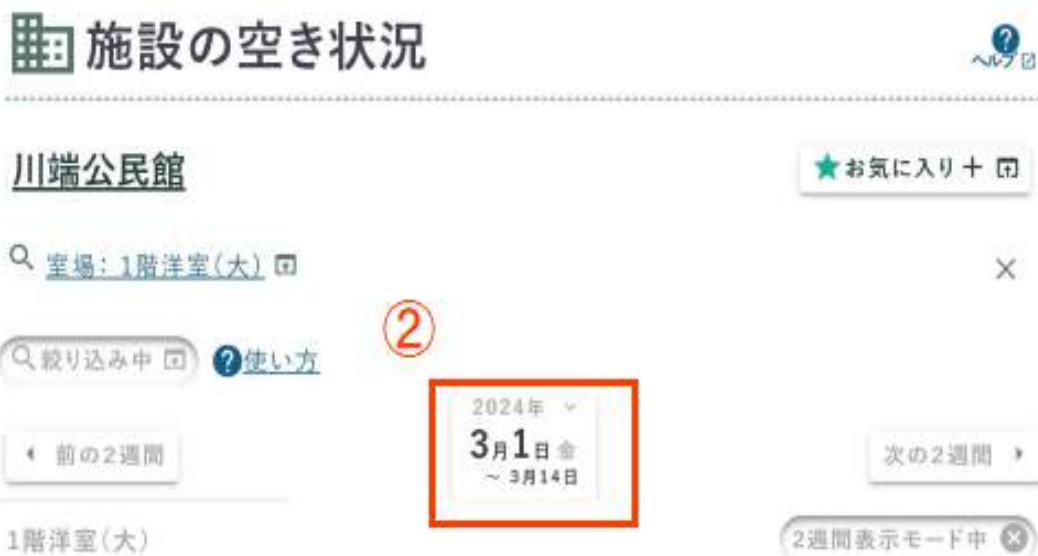 施設の空き状況
ヘルプ
川端公民館
★お気に入り+
室場:1階洋室(大)
②
絞り込み中 ?使い方
2024年
前の2週間 3月1日金 次の2週間
~ 3月14日
1階洋室(大) 2週間表示モード中